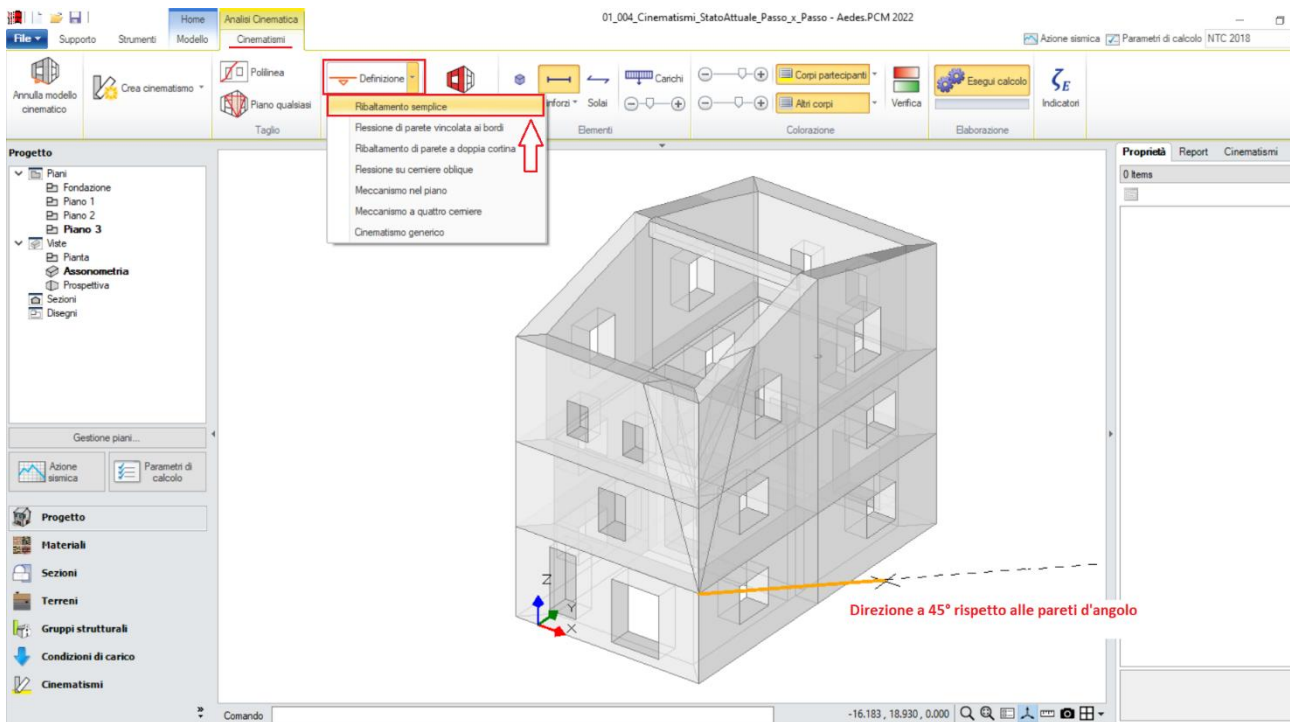 01_004_Cinematismi_StatoAttuale_Passo_x_Passo - Aedes.PCM 2022
Home
Analisi Cinematica
File
Supporto
Strumenti
Modello
Cinematismi
Azione sismica
Parametri di calcolo
NTC 2018
Annulla modello
cinematico
Crea cinematismo
Polilinea
Piano qualsiasi
Taglio
Definizione
Solai
Carichi
Elementi
Corpi partecipanti
Altri corpi
Colorazione
Verifica
Esegui calcolo
Elaborazione
ζE
Indicatori
Ribaltamento semplice
Flessione di parete vincolata ai bordi
Ribaltamento di parete a doppia cortina
Flessione su cerniere oblique
Meccanismo nel piano
Meccanismo a quattro cerniere
Cinematismo generico
Progetto
Piani
Fondazione
Piano 1
Piano 2
Piano 3
Viste
Pianta
Assonometria
Prospettiva
Sezioni
Disegni
Gestione piani...
Azione
sismica
Parametri di
calcolo
Progetto
Materiali
Sezioni
Terreni
Gruppi strutturali
Condizioni di carico
Cinematismi
Proprietà
Report
Cinematismi
0 Items
Z
Y
X
Direzione a 45° rispetto alle pareti d'angolo
Comando
-16.183 , 18.930 , 0.000